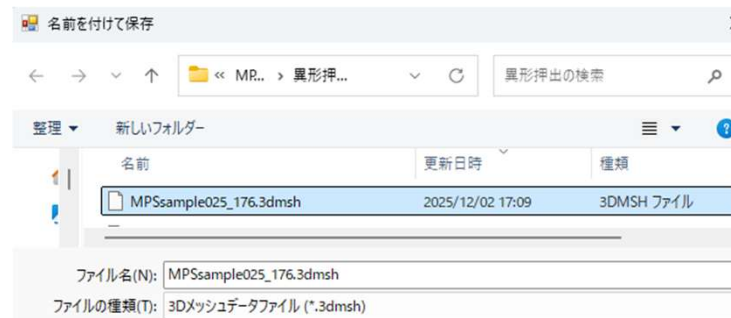 名前を付けて保存
« MP... › 異形押... 異形押出の検索
整理 新しいフォルダー
名前 更新日時 種類
MPSsample025_176.3dmsh 2025/12/02 17:09 3DMSH ファイル
ファイル名(N): MPSsample025_176.3dmsh
ファイルの種類(T): 3Dメッシュデータファイル (*.3dmsh)